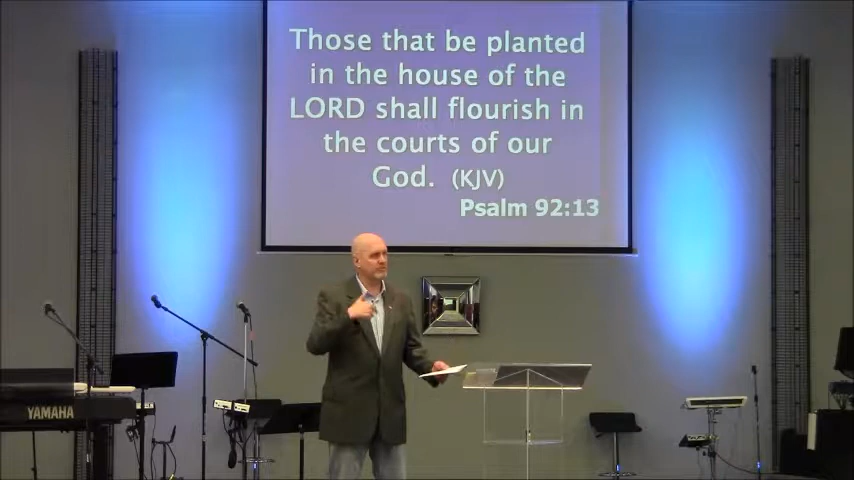 Those that be planted
in the house of the
LORD shall flourish in
the courts of our
God. (KJV)
Psalm 92:13
YAMAHA